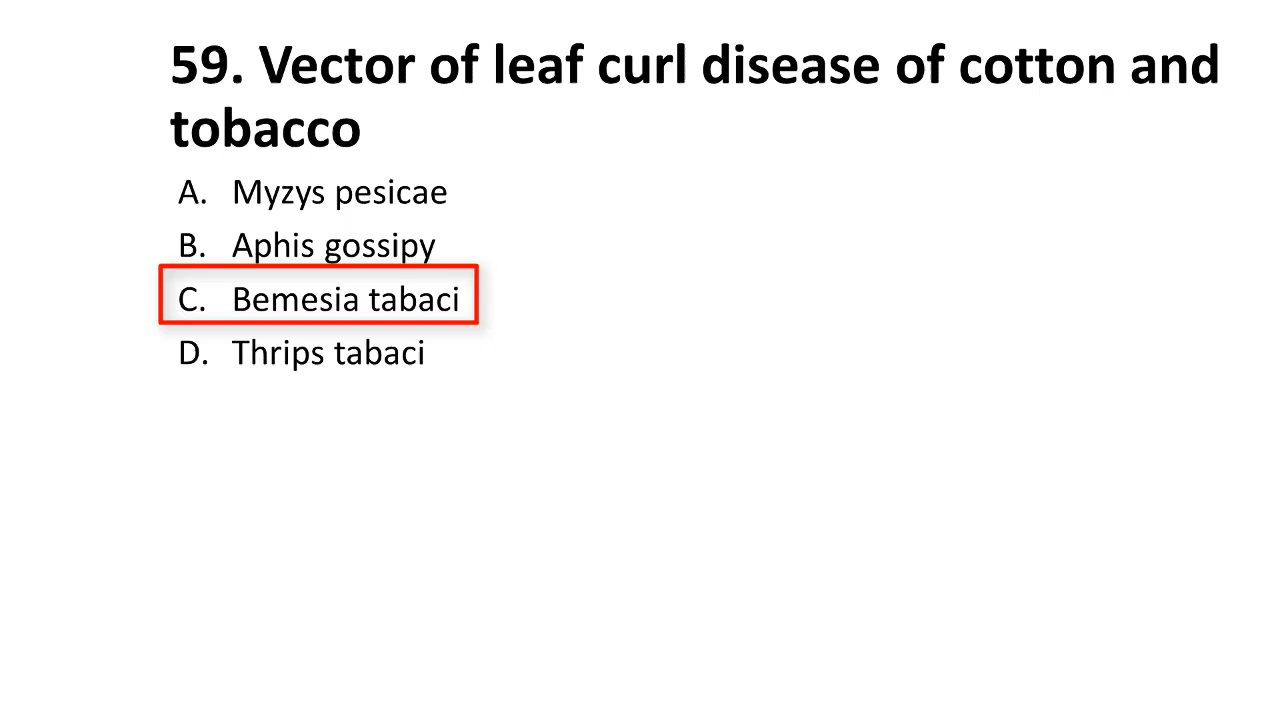 59. Vector of leaf curl disease of cotton and
tobacco
A. Myzys pesicae
B. Aphis gossipy
C. Bemesia tabaci
D. Thrips tabaci